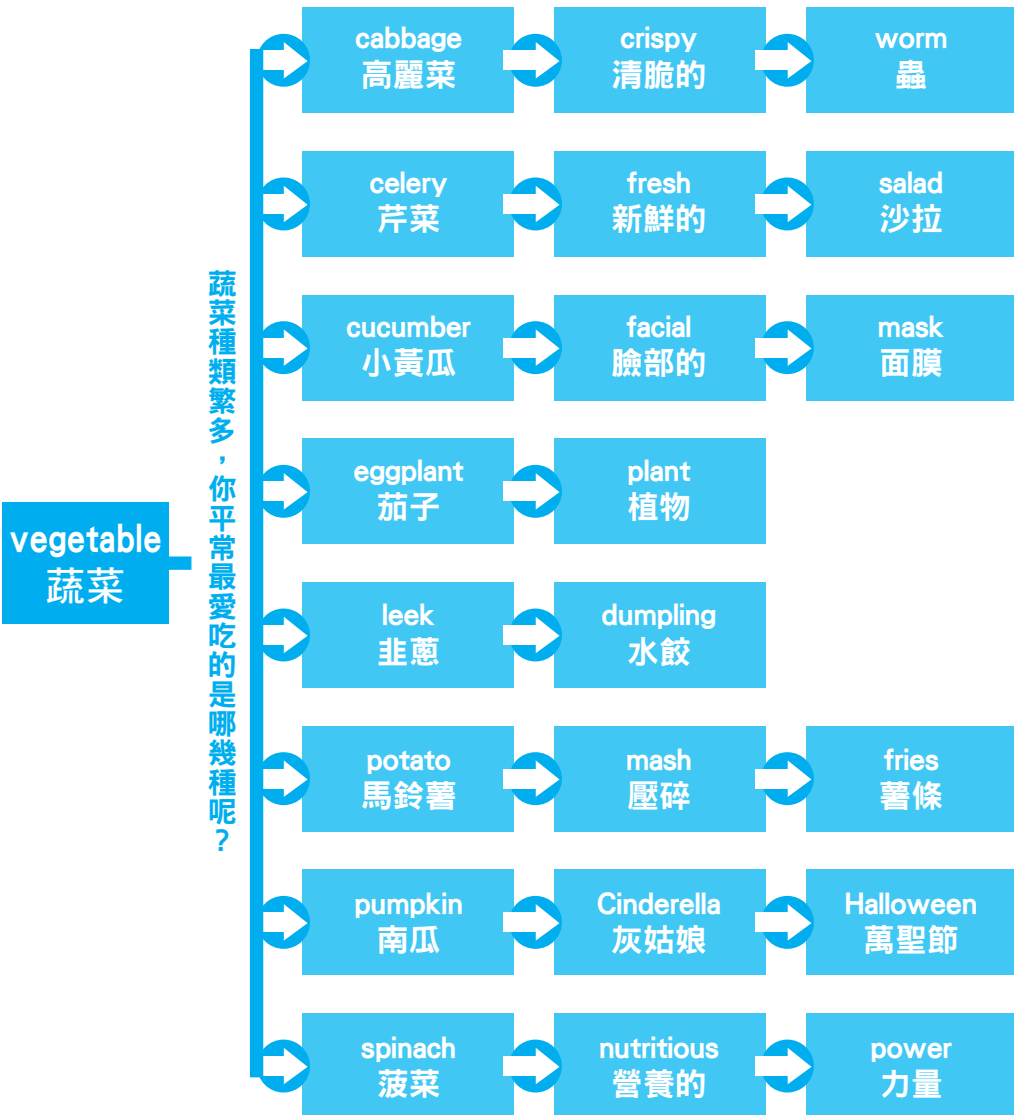 vegetable
蔬菜
蔬菜種類繁多，你平常最愛吃的是哪幾種呢？
cabbage
高麗菜
crispy
清脆的
worm
蟲
celery
芹菜
fresh
新鮮的
salad
沙拉
cucumber
小黃瓜
facial
臉部的
mask
面膜
eggplant
茄子
plant
植物
leek
韭蔥
dumpling
水餃
potato
馬鈴薯
mash
壓碎
fries
薯條
pumpkin
南瓜
Cinderella
灰姑娘
Halloween
萬聖節
spinach
菠菜
nutritious
營養的
power
力量